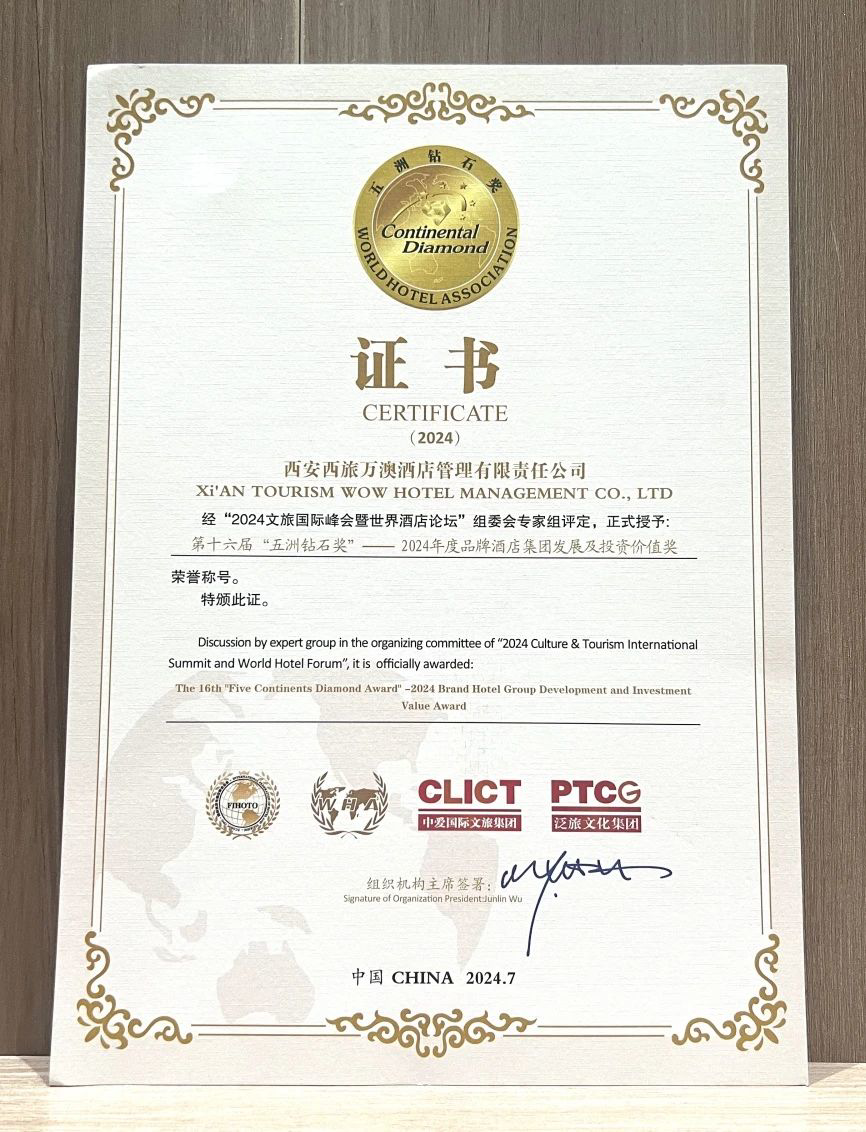 五洲钻石奖
Continental
Diamond
WORLD HOTEL ASSOCIATION
证书
CERTIFICATE
（2024）
西安西旅万澳酒店管理有限责任公司
Xi'AN TOURISM WOW HOTEL MANAGEMENT CO., LTD
经“2024文旅国际峰会暨世界酒店论坛”组委会专家组评定，正式授予:
第十六届“五洲钻石奖”—— 2024年度品牌酒店集团发展及投资价值奖
荣誉称号。
特颁此证。
Discussion by expert group in the organizing committee of “2024 Culture & Tourism International
Summit and World Hotel Forum”, it is officially awarded:
The 16th "Five Continents Diamond Award" –2024 Brand Hotel Group Development and Investment
Value Award
FIHOTO
WHA
CLICT
中爱国际文旅集团
PTCG
泛旅文化集团
组织机构主席签署:
Signature of Organization President:Junlin Wu
中国 CHINA 2024.7